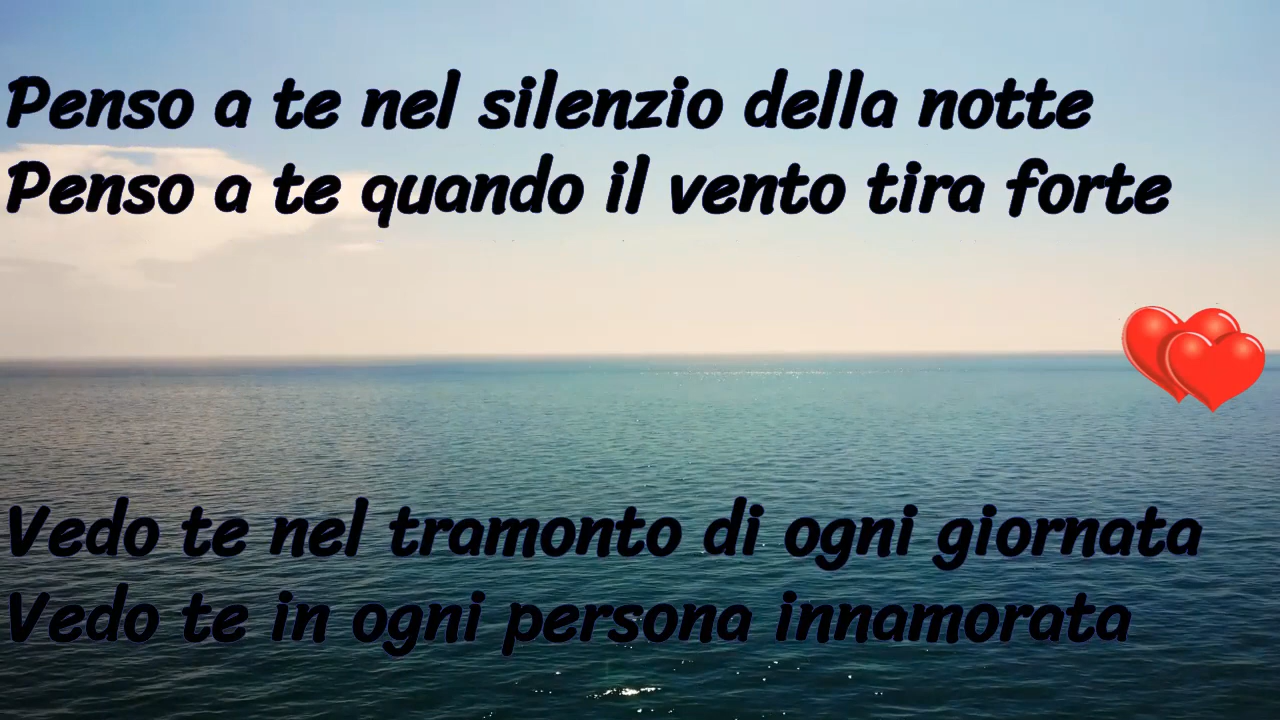 Penso a te nel silenzio della notte
Penso a te quando il vento tira forte
Vedo te nel tramonto di ogni giornata
Vedo te in ogni persona innamorata